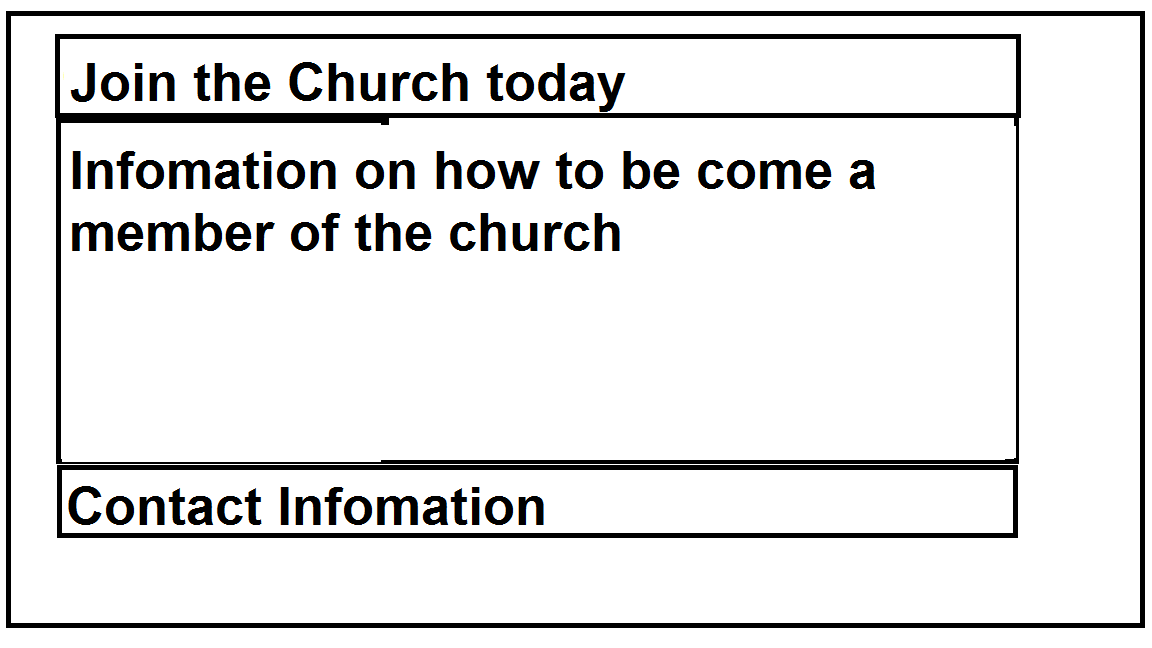 Join the Church today
Infomation on how to be come a
member of the church
Contact Infomation